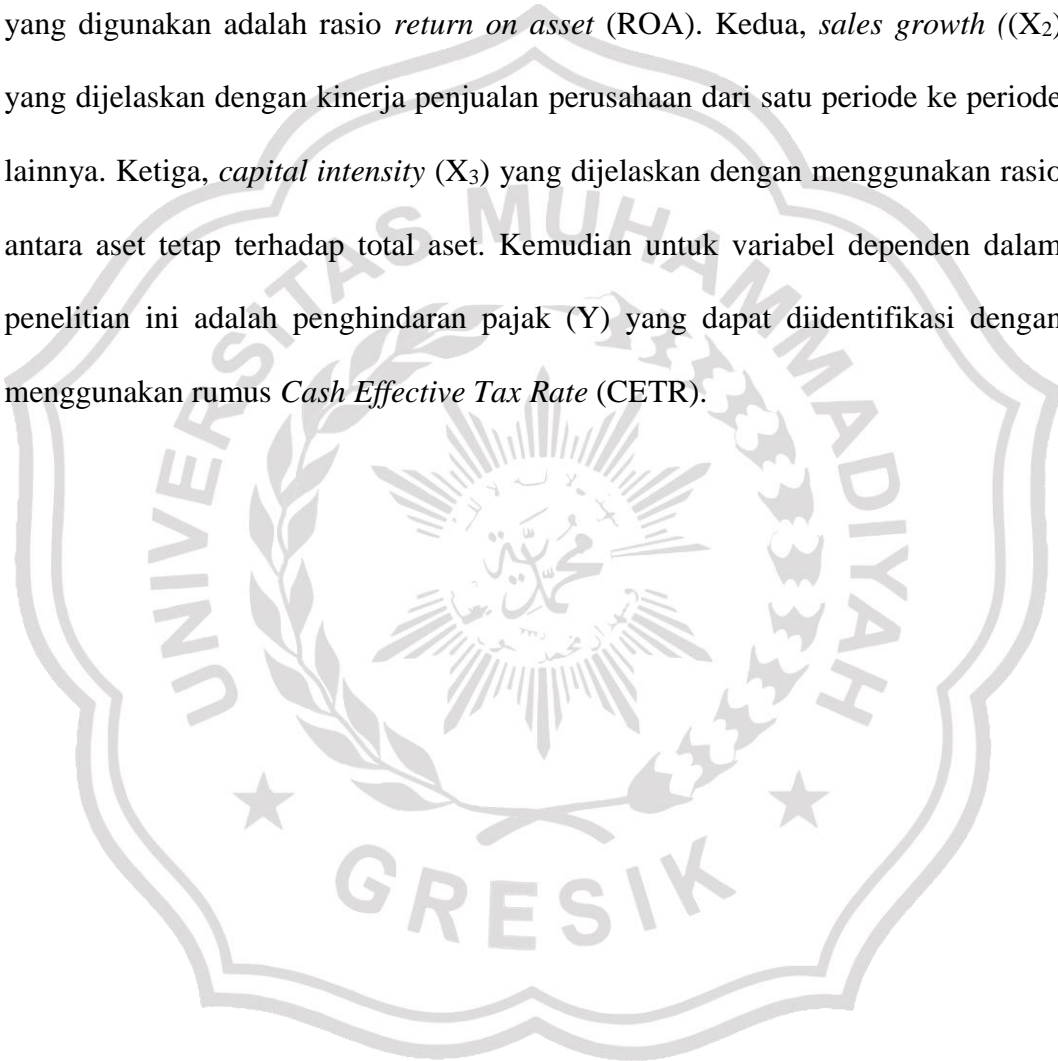 yang digunakan adalah rasio return on asset (ROA). Kedua, sales growth ((X₂)
yang dijelaskan dengan kinerja penjualan perusahaan dari satu periode ke periode
lainnya. Ketiga, capital intensity (X₃) yang dijelaskan dengan menggunakan rasio
antara aset tetap terhadap total aset. Kemudian untuk variabel dependen dalam
penelitian ini adalah penghindaran pajak (Y) yang dapat diidentifikasi dengan
menggunakan rumus Cash Effective Tax Rate (CETR).
UNIVERSITAS MUHAMMADIYAH
محمد
GRESIK